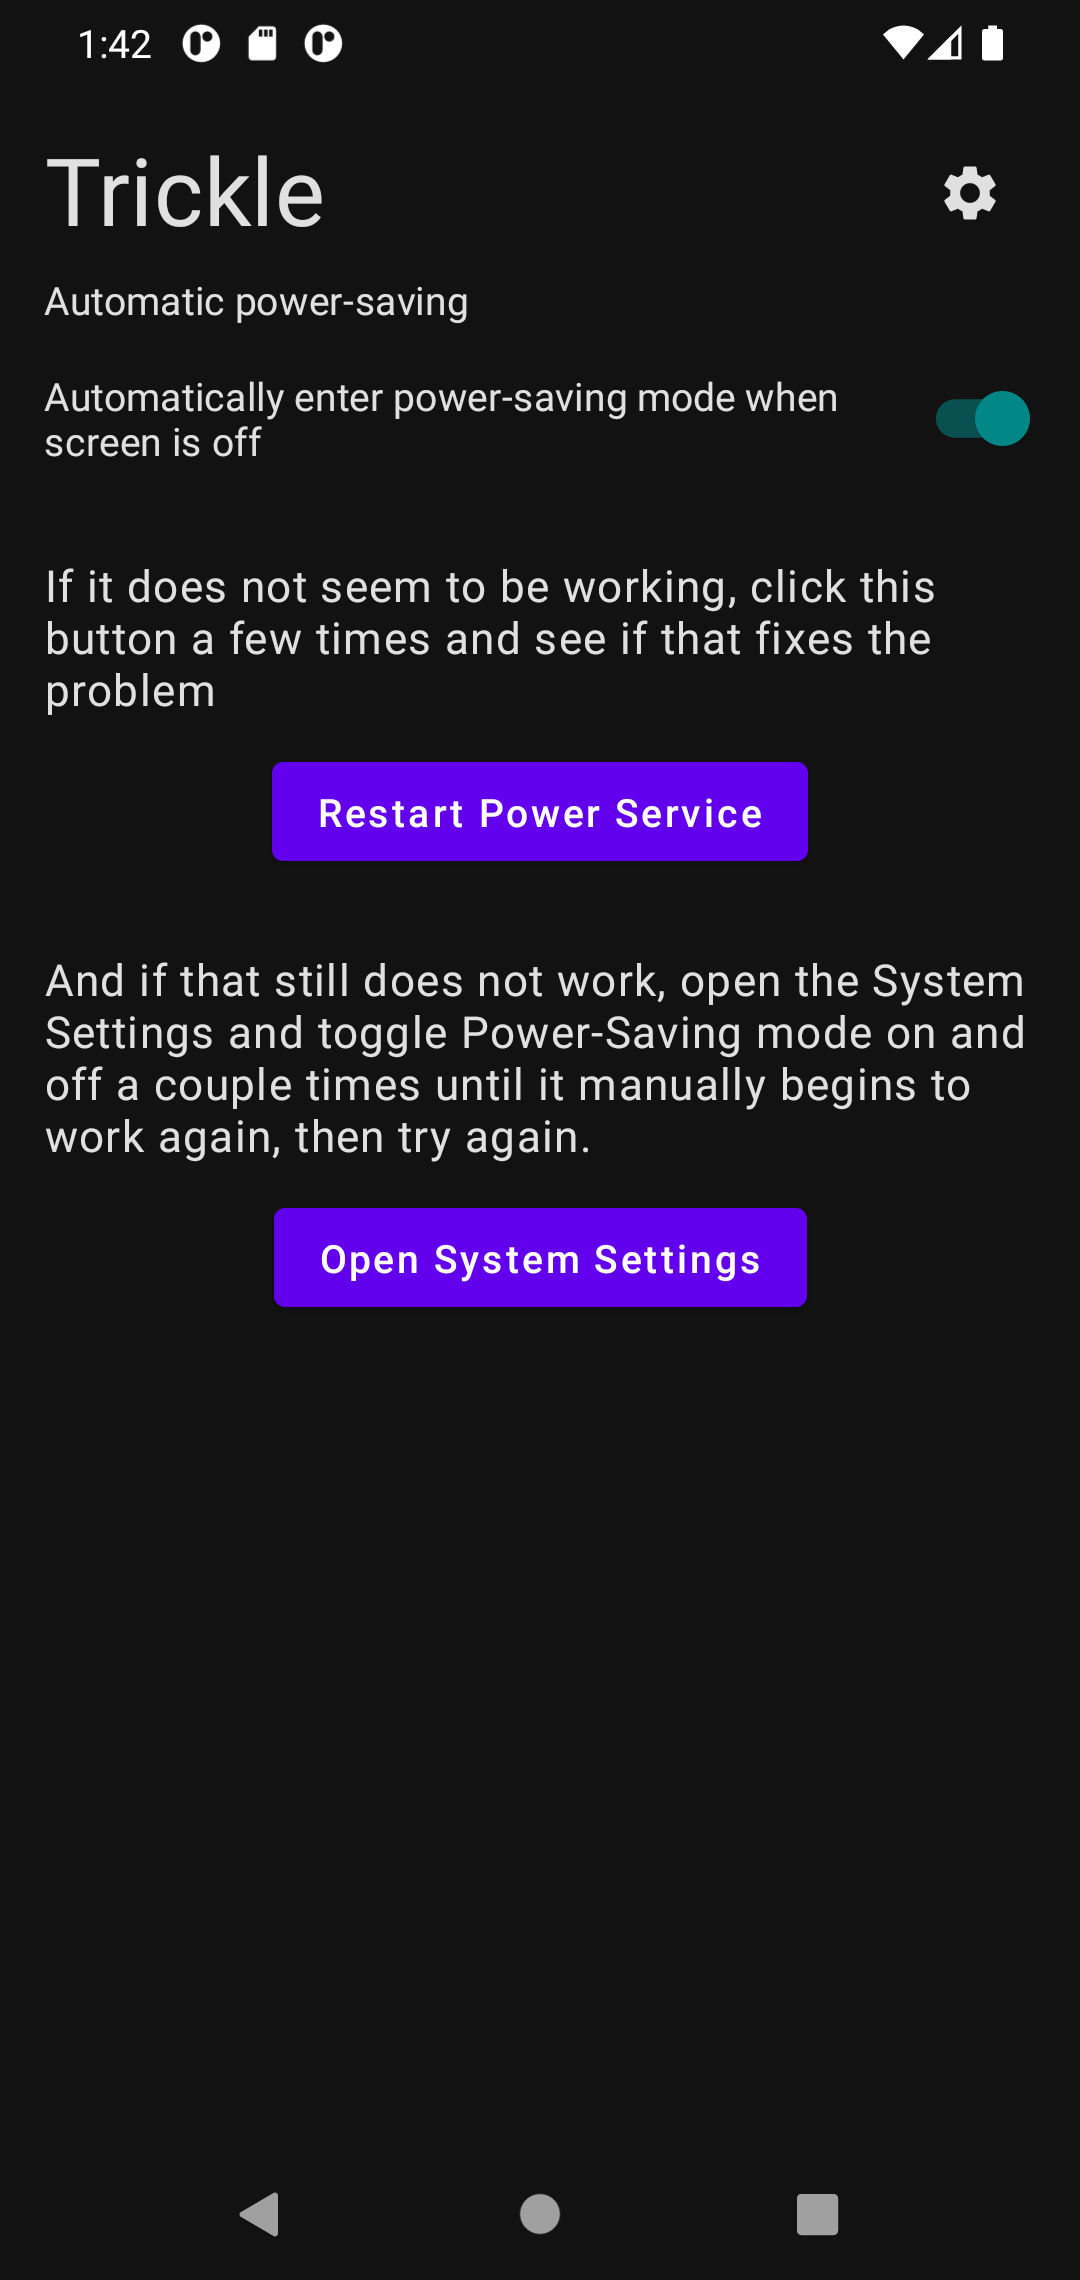 1:42
Trickle
Automatic power-saving
Automatically enter power-saving mode when
screen is off
If it does not seem to be working, click this
button a few times and see if that fixes the
problem
Restart Power Service
And if that still does not work, open the System
Settings and toggle Power-Saving mode on and
off a couple times until it manually begins to
work again, then try again.
Open System Settings